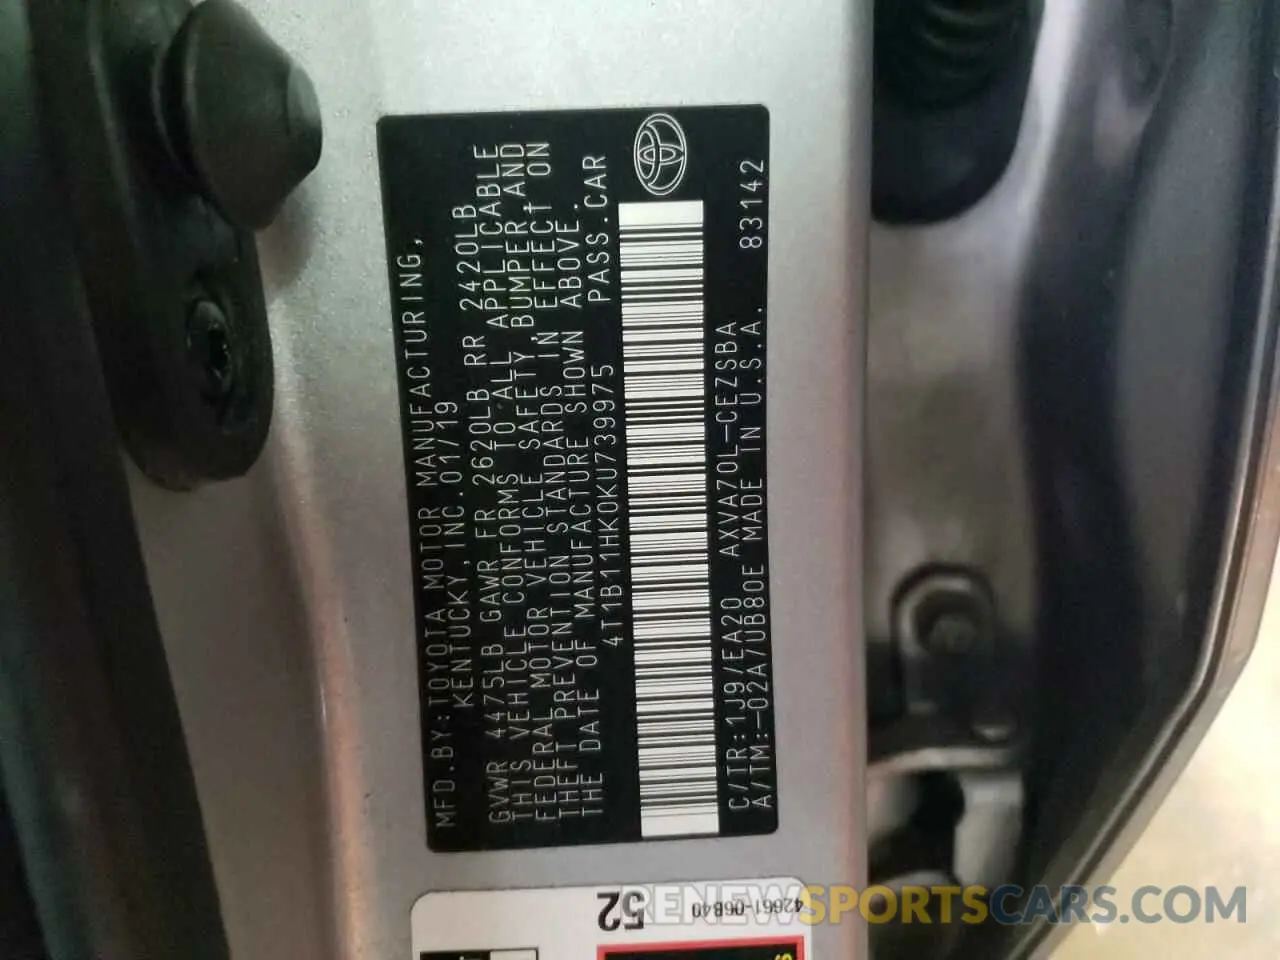 MFD.BY:TOYOTA MOTOR MANUFACTURING,
KENTUCKY,INC.01/19
GVWR 4475LB GAWR FR 2620LB RR 2420LB
THIS VEHICLE CONFORMS TO ALL APPLICABLE
FEDERAL MOTOR VEHICLE SAFETY,BUMPER,AND
THEFT PREVENTION STANDARDS IN EFFECT ON
THE DATE OF MANUFACTURE SHOWN ABOVE.
4T1B11HK0KU739975 PASS.CAR
C/TR:1J9/EA20 AXVA70L-CEZSBA
A/TM:-02A/UB80E MADE IN U.S.A. 83142
42661-06840
52
RENEWSPORTSCARS.COM